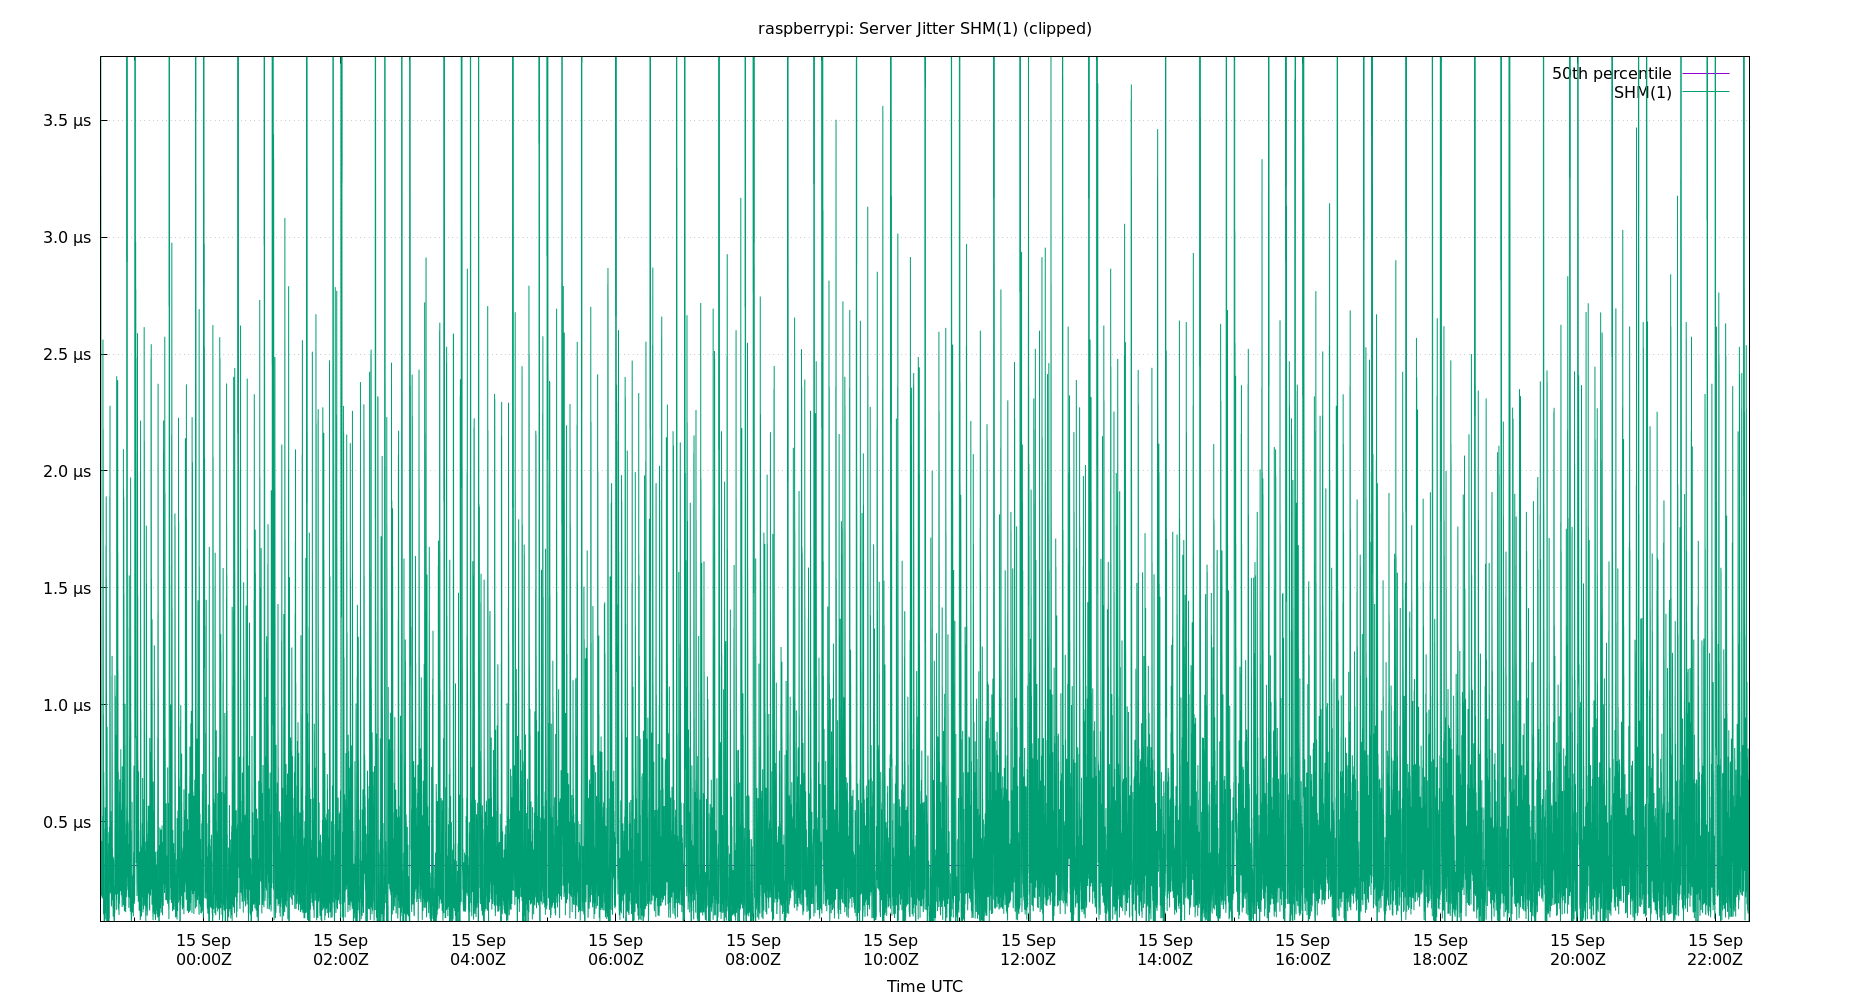 raspberrypi: Server Jitter SHM(1) (clipped)
50th percentile
SHM(1)
3.5 µs
3.0 µs
2.5 µs
2.0 µs
1.5 µs
1.0 µs
0.5 µs
15 Sep 15 Sep 15 Sep 15 Sep 15 Sep 15 Sep 15 Sep 15 Sep 15 Sep 15 Sep 15 Sep 15 Sep
00:00Z 02:00Z 04:00Z 06:00Z 08:00Z 10:00Z 12:00Z 14:00Z 16:00Z 18:00Z 20:00Z 22:00Z
Time UTC